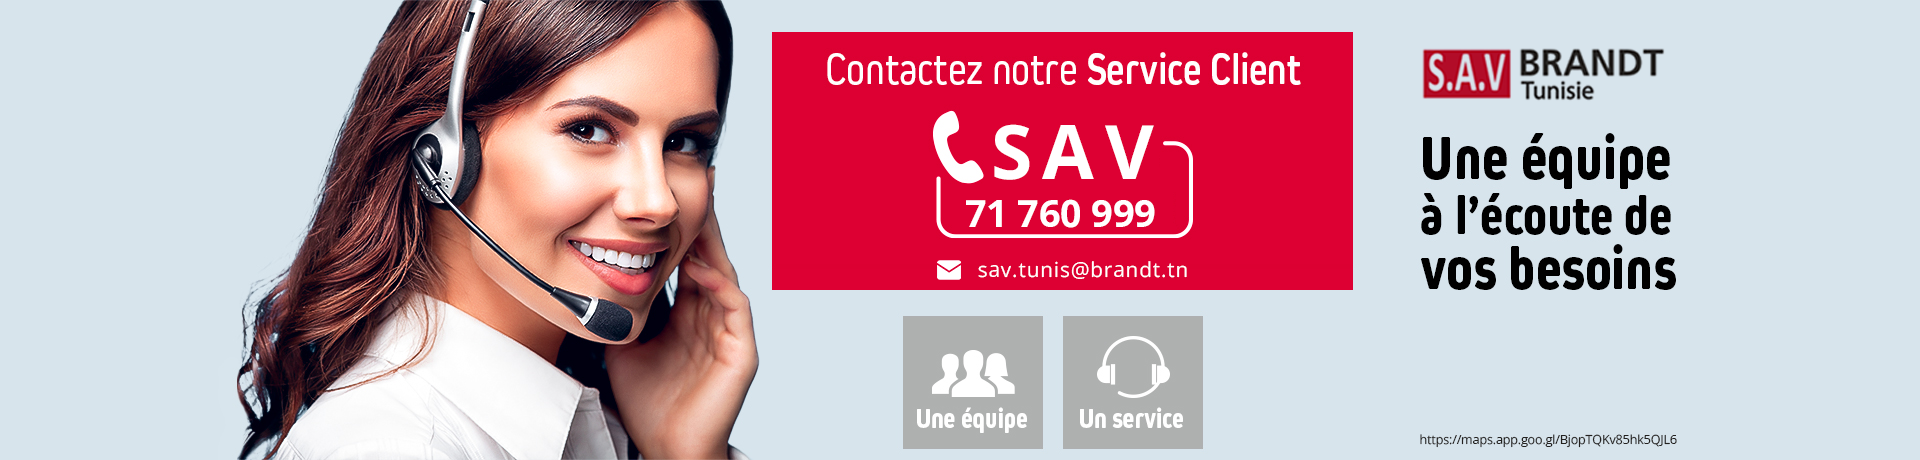 Contactez notre Service Client
SAV
71 760 999
sav.tunis@brandt.tn
Une équipe
Un service
S.A.V BRANDT
Tunisie
Une équipe
à l'écoute de
vos besoins
https://maps.app.goo.gl/BjopTQKv85hk5QJL6